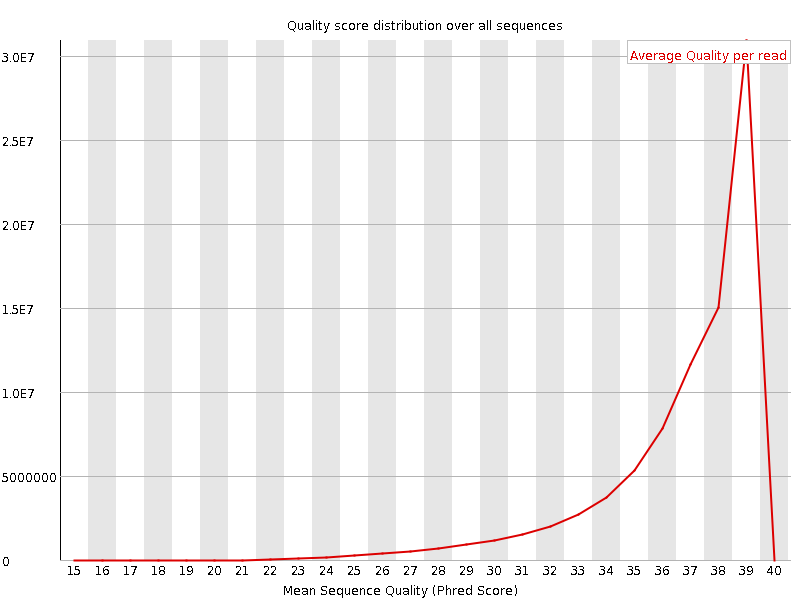 Quality score distribution over all sequences
Average Quality per read
3.0E7
2.5E7
2.0E7
1.5E7
1.0E7
5000000
0
15 16 17 18 19 20 21 22 23 24 25 26 27 28 29 30 31 32 33 34 35 36 37 38 39 40
Mean Sequence Quality (Phred Score)